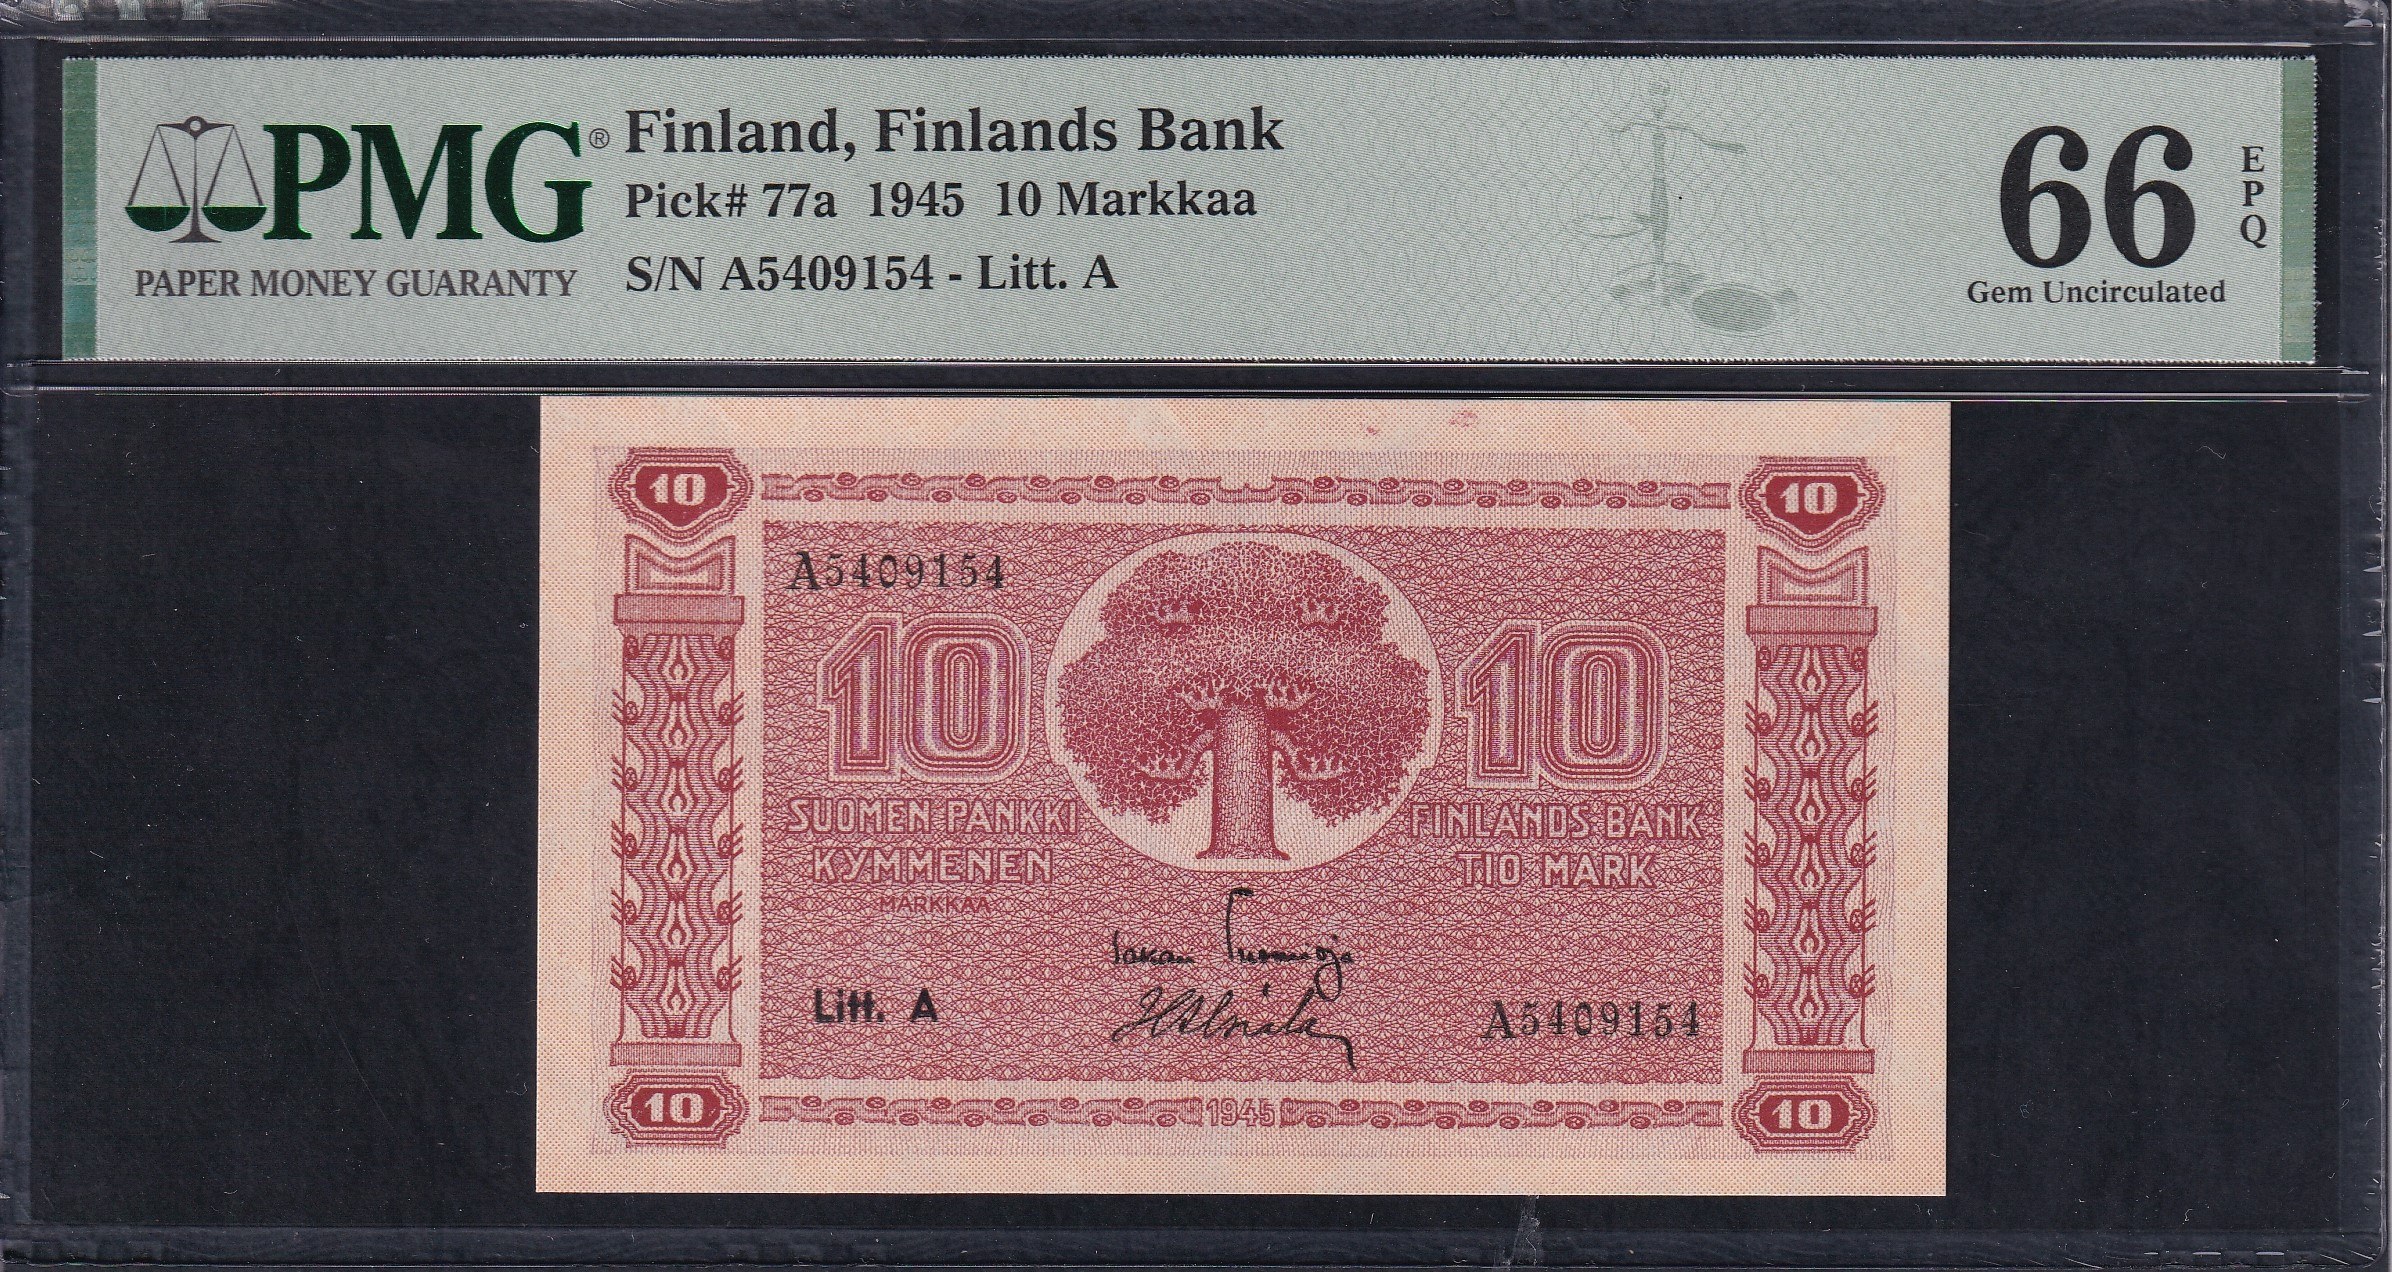 PMG®
PAPER MONEY GUARANTY
Finland, Finlands Bank
Pick# 77a 1945 10 Markkaa
S/N A5409154 - Litt. A
66
EPQ
Gem Uncirculated
10
10
A5409154
10
10
SUOMEN PANKKI
KYMMENEN
MARKKAA
FINLANDS BANK
TIO MARK
Litt. A
A5409154
10
1945
10